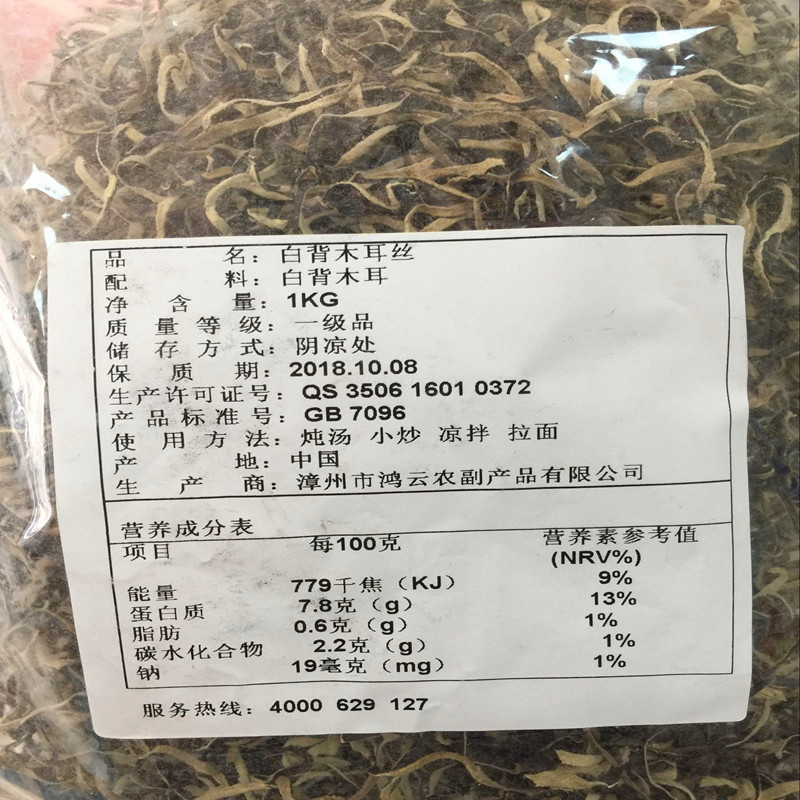 品 名: 白背木耳丝
配 料: 白背木耳
净 含 量: 1KG
质 量 等 级: 一级品
储 存 方 式: 阴凉处
保 质 期: 2018.10.08
生产许可证号: QS 3506 1601 0372
产品标准号: GB 7096
使 用 方 法: 炖汤 小炒 凉拌 拉面
产 地: 中国
生 产 商: 漳州市鸿云农副产品有限公司
营养成分表
项目 每100克 营养素参考值
(NRV%)
能量 779千焦（KJ） 9%
蛋白质 7.8克（g） 13%
脂肪 0.6克（g） 1%
碳水化合物 2.2克（g） 1%
钠 19毫克（mg） 1%
服务热线: 4000 629 127